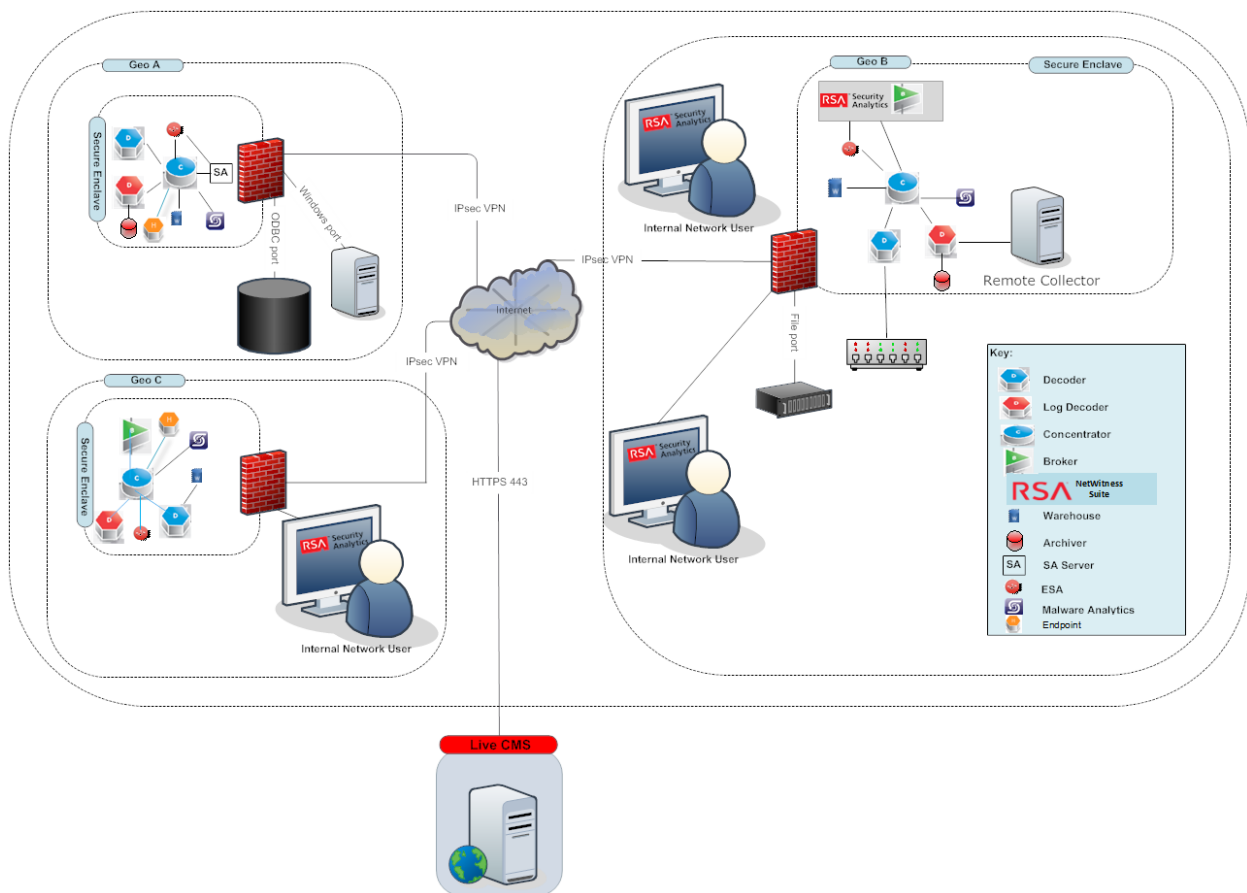 Geo A
Secure Enclave
D
D
C
H
W
SA
IPsec VPN
Windows port
ODBC port
Internet
IPsec VPN
IPsec VPN
HTTPS 443
Geo C
Secure Enclave
B
H
C
W
D
D
RSA Security Analytics
Internal Network User
Geo B
Secure Enclave
RSA Security
Analytics
B
C
W
D
D
Remote Collector
RSA Security Analytics
Internal Network User
File port
RSA Security Analytics
Internal Network User
Key:
D
Decoder
D
Log Decoder
C
Concentrator
B
Broker
RSA
NetWitness
Suite
W
Warehouse
Archiver
SA
SA Server
ESA
Malware Analytics
H
Endpoint
Live CMS